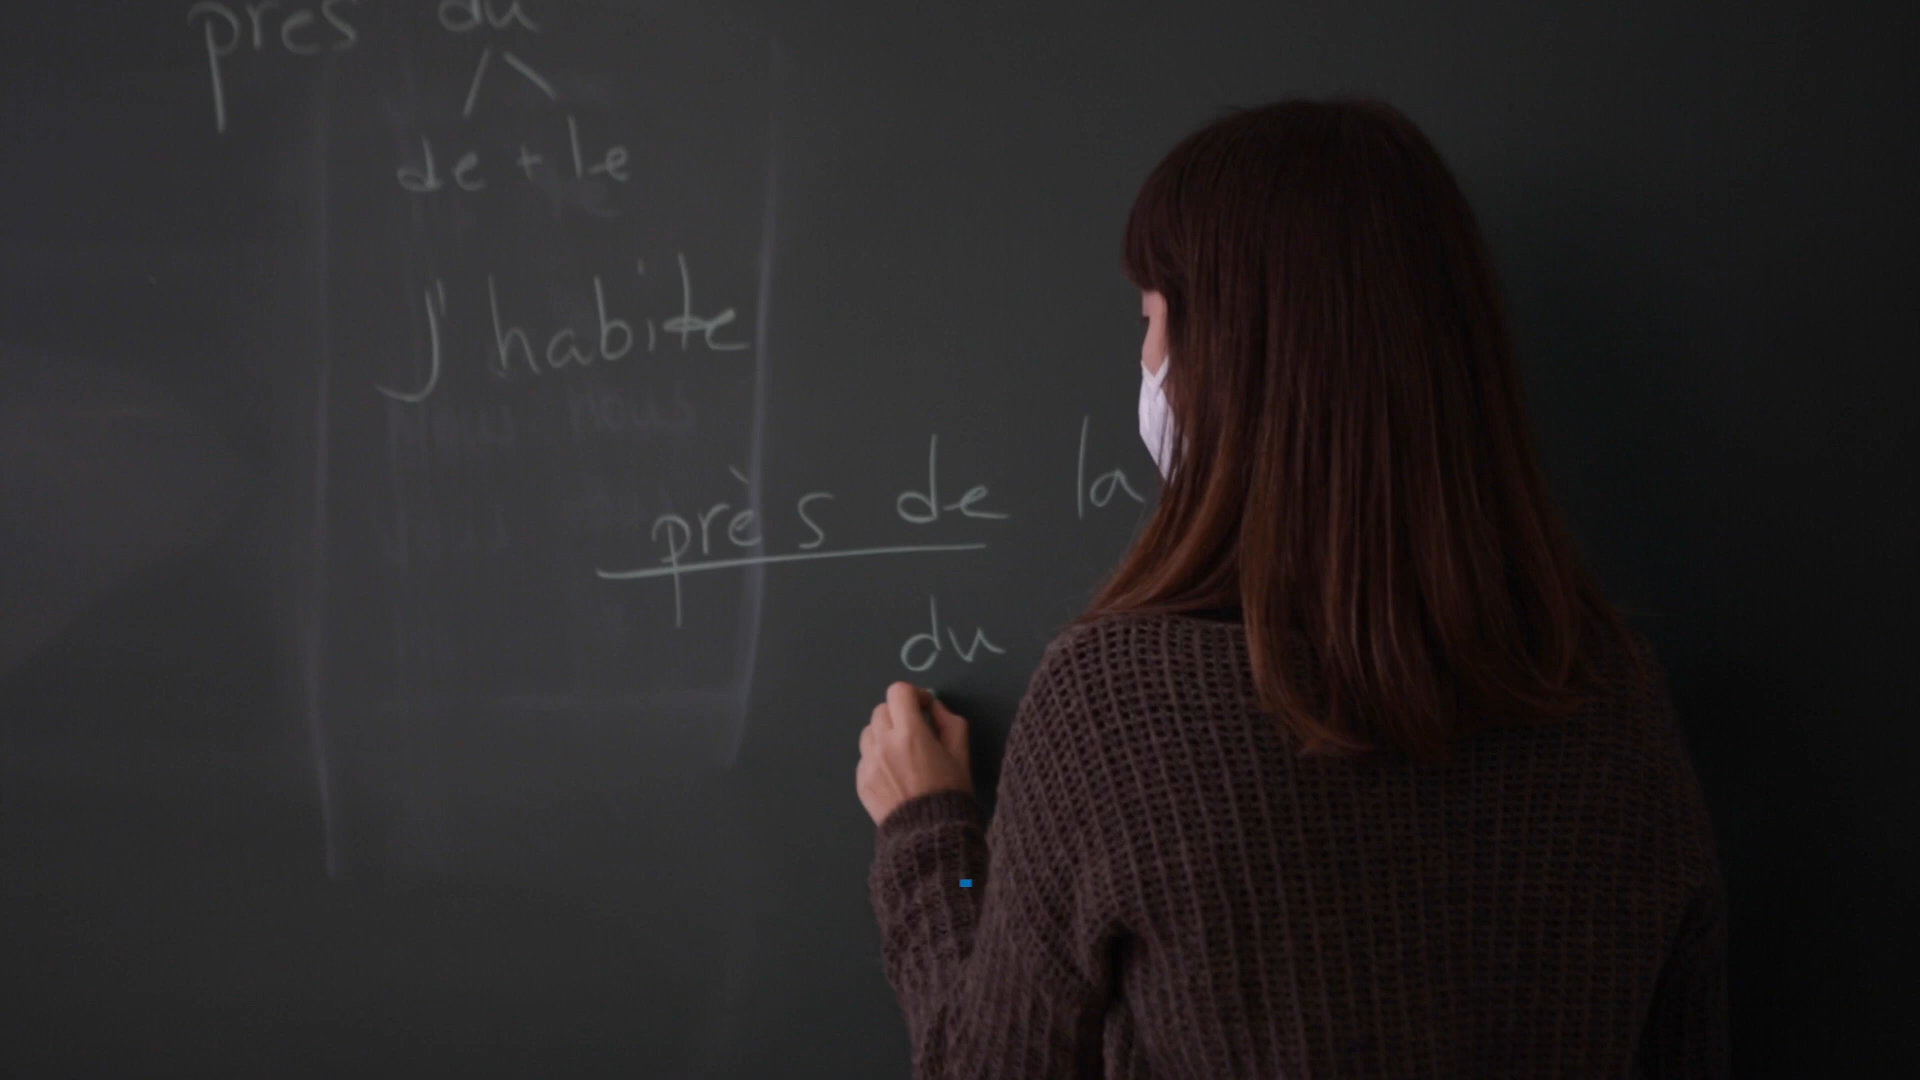 près du
de + le
J'habite
près de la
du